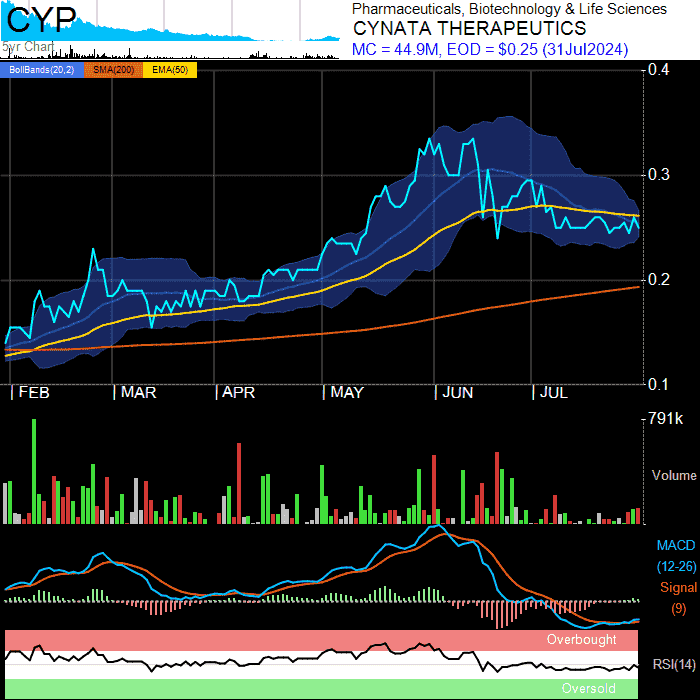 CYP
5yr Chart
Pharmaceuticals, Biotechnology & Life Sciences
CYNATA THERAPEUTICS
MC = 44.9M, EOD = $0.25 (31Jul2024)
BollBands(20,2) SMA(200) EMA(50)
0.4
0.3
0.2
0.1
FEB MAR APR MAY JUN JUL
791k
Volume
MACD
(12-26)
Signal
(9)
Overbought
RSI(14)
Oversold